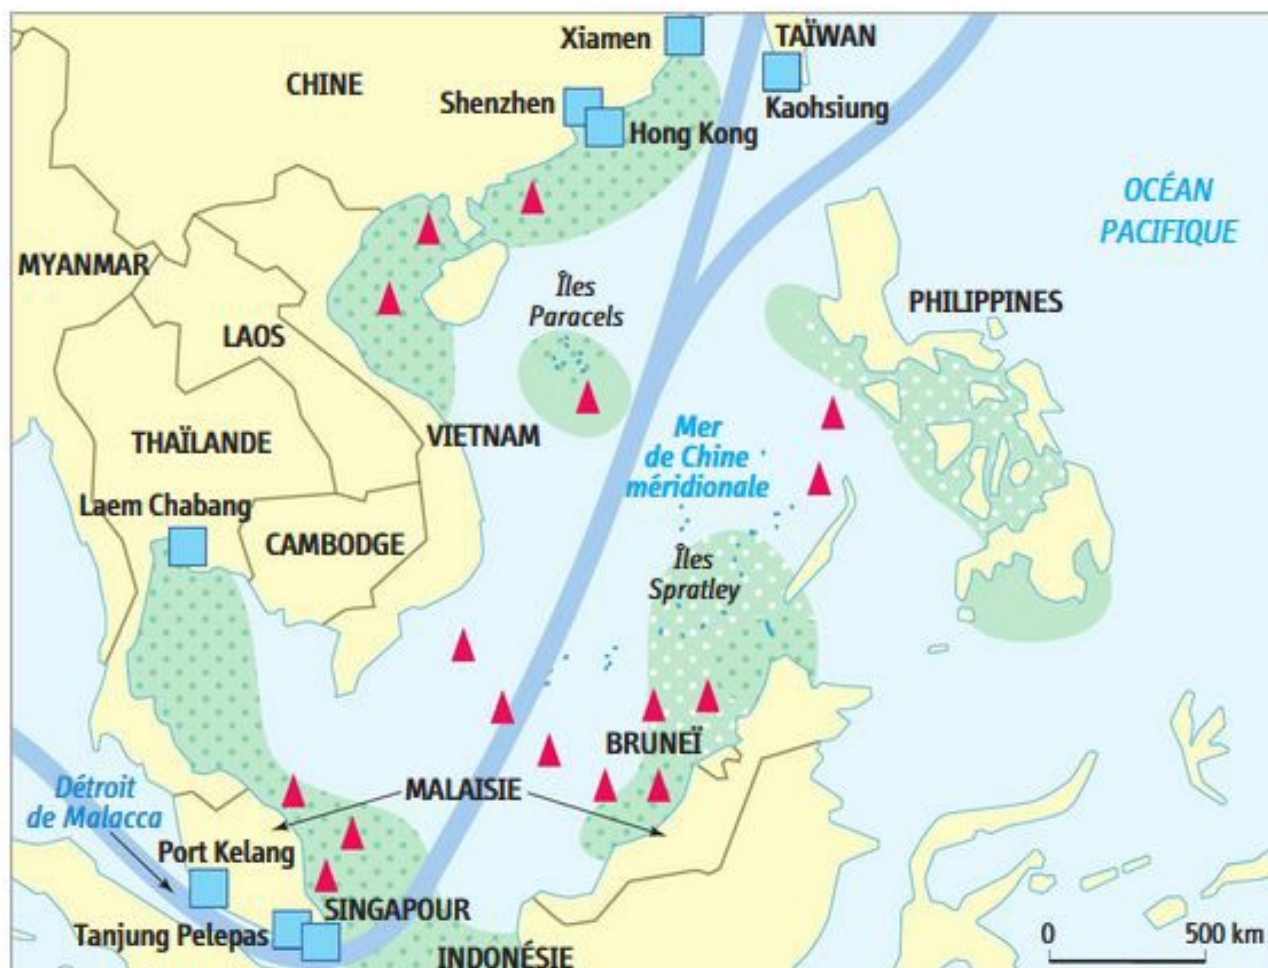 Xiamen
TAÏWAN
CHINE
Shenzhen
Kaohsiung
Hong Kong
OCÉAN
PACIFIQUE
MYANMAR
Îles
Paracels
PHILIPPINES
LAOS
THAÏLANDE
VIETNAM
Mer
de Chine
méridionale
Laem Chabang
CAMBODGE
Îles
Spratley
BRUNEÏ
Détroit
de Malacca
MALAISIE
Port Kelang
SINGAPOUR
Tanjung Pelepas
INDONÉSIE
0 500 km